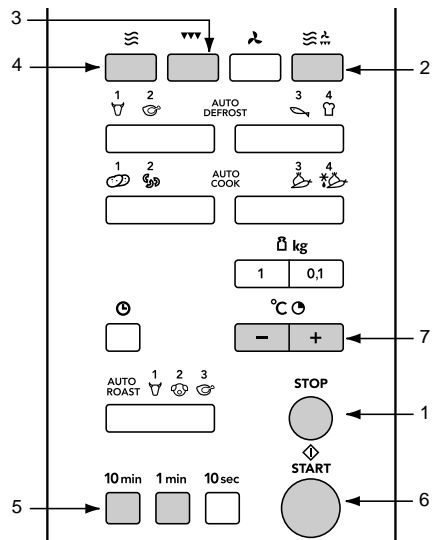 3
4
2
1 2 AUTO DEFROST 3 4
1 2 AUTO COOK 3 4
kg
1 0,1
°C
− +
7
AUTO ROAST 1 2 3
STOP
1
START
10 min 1 min 10 sec
5
6